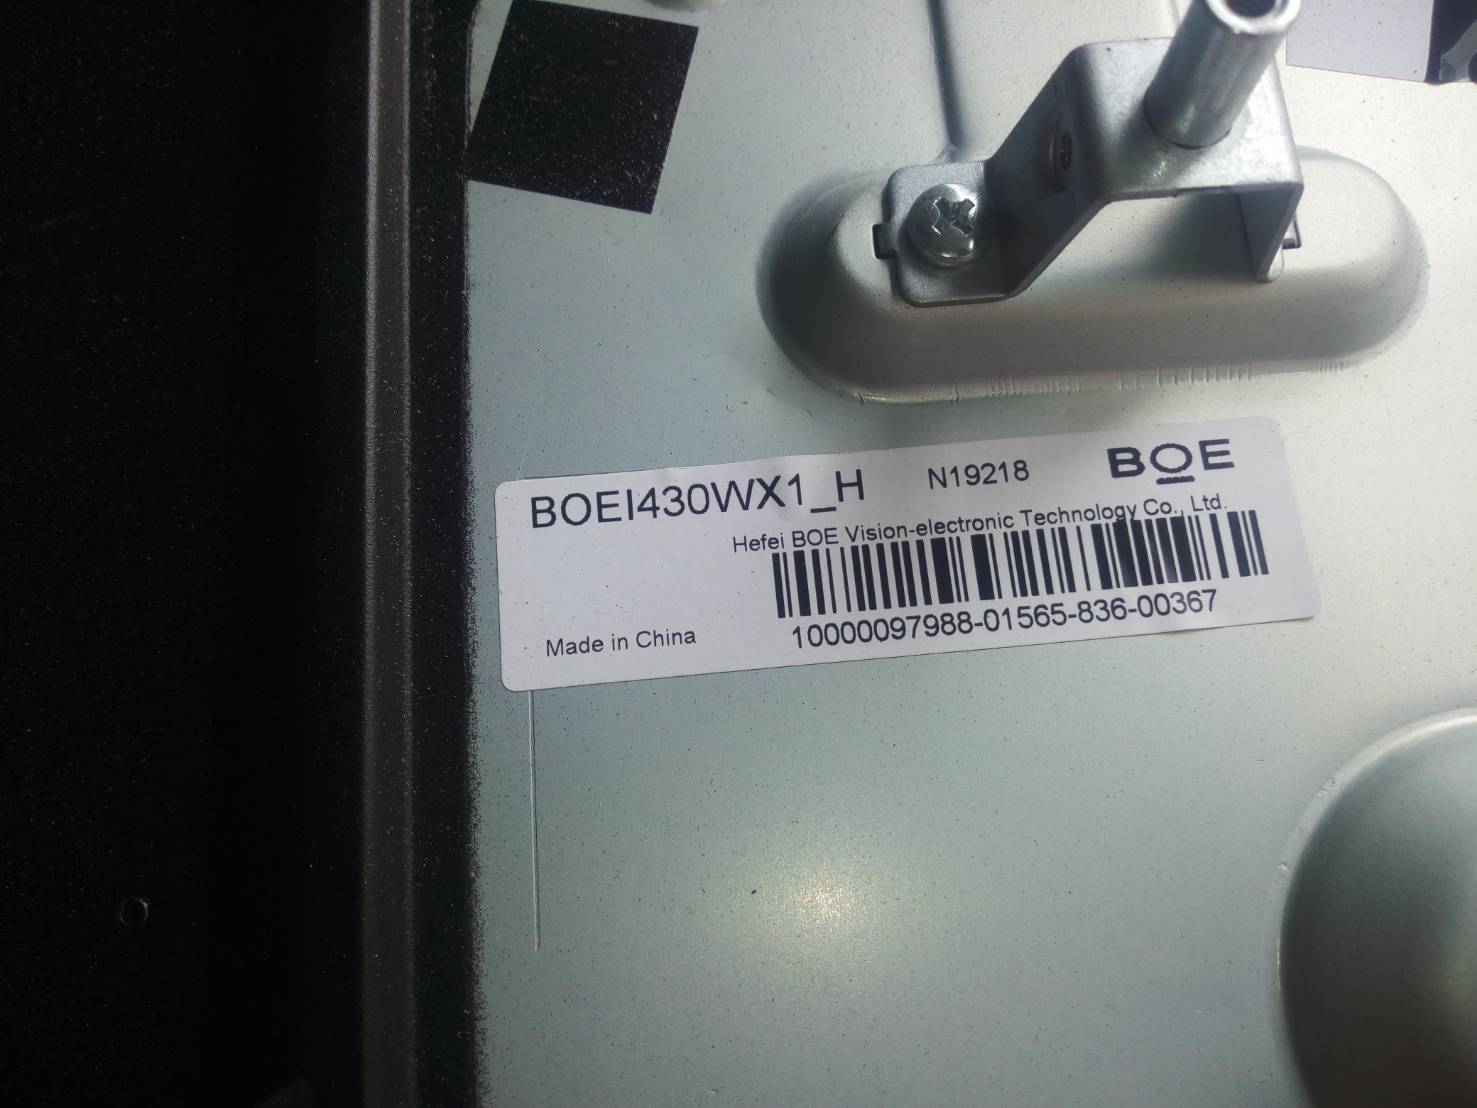 BOEI430WX1_H N19218 BOE
Hefei BOE Vision-electronic Technology Co., Ltd.
10000097988-01565-836-00367
Made in China